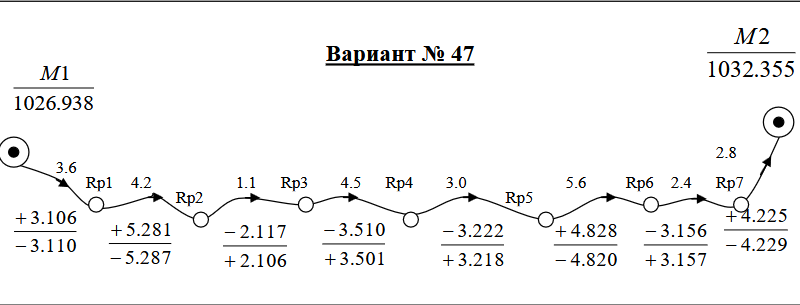 Вариант № 47
M1
1026.938
M2
1032.355
3.6
Rp1
4.2
Rp2
1.1
Rp3
4.5
Rp4
3.0
Rp5
5.6
Rp6
2.4
Rp7
2.8
+3.106
−3.110
+5.281
−5.287
−2.117
+2.106
−3.510
+3.501
−3.222
+3.218
+4.828
−4.820
−3.156
+3.157
+4.225
−4.229